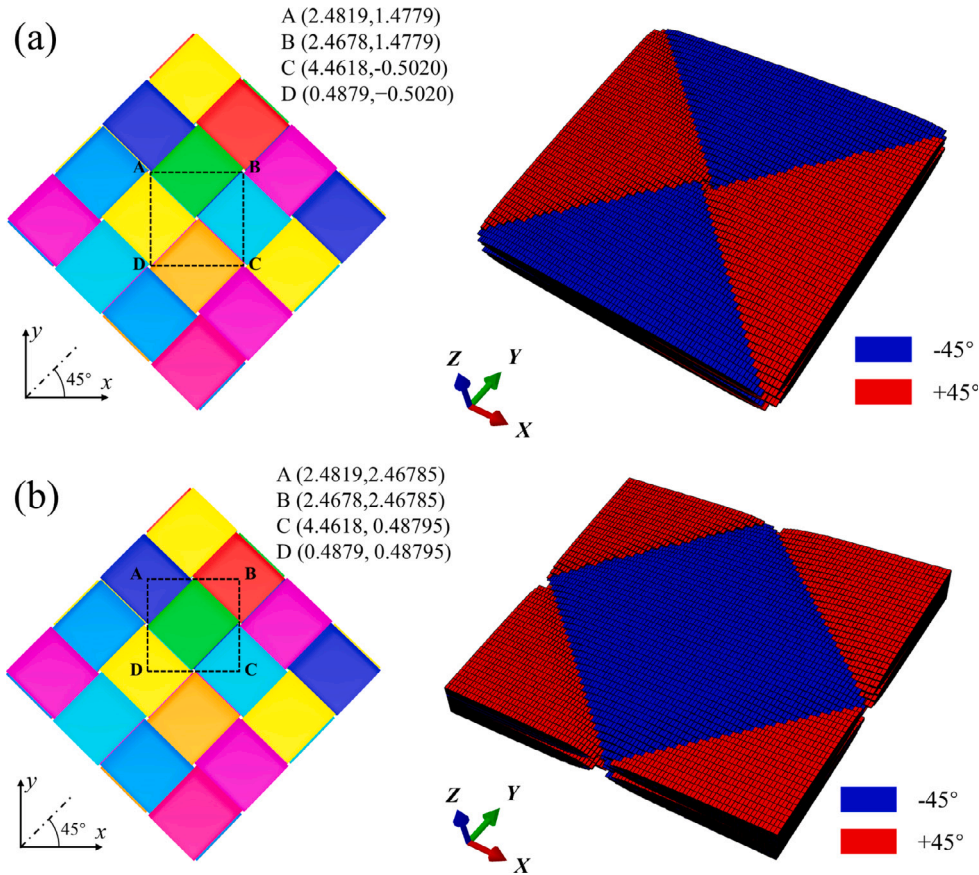 (a)
A (2.4819,1.4779)
B (2.4678,1.4779)
C (4.4618,-0.5020)
D (0.4879,−0.5020)
A
B
D
C
y
45°
x
Z
Y
X
-45°
+45°
(b)
A (2.4819,2.46785)
B (2.4678,2.46785)
C (4.4618, 0.48795)
D (0.4879, 0.48795)
A
B
D
C
y
45°
x
Z
Y
X
-45°
+45°